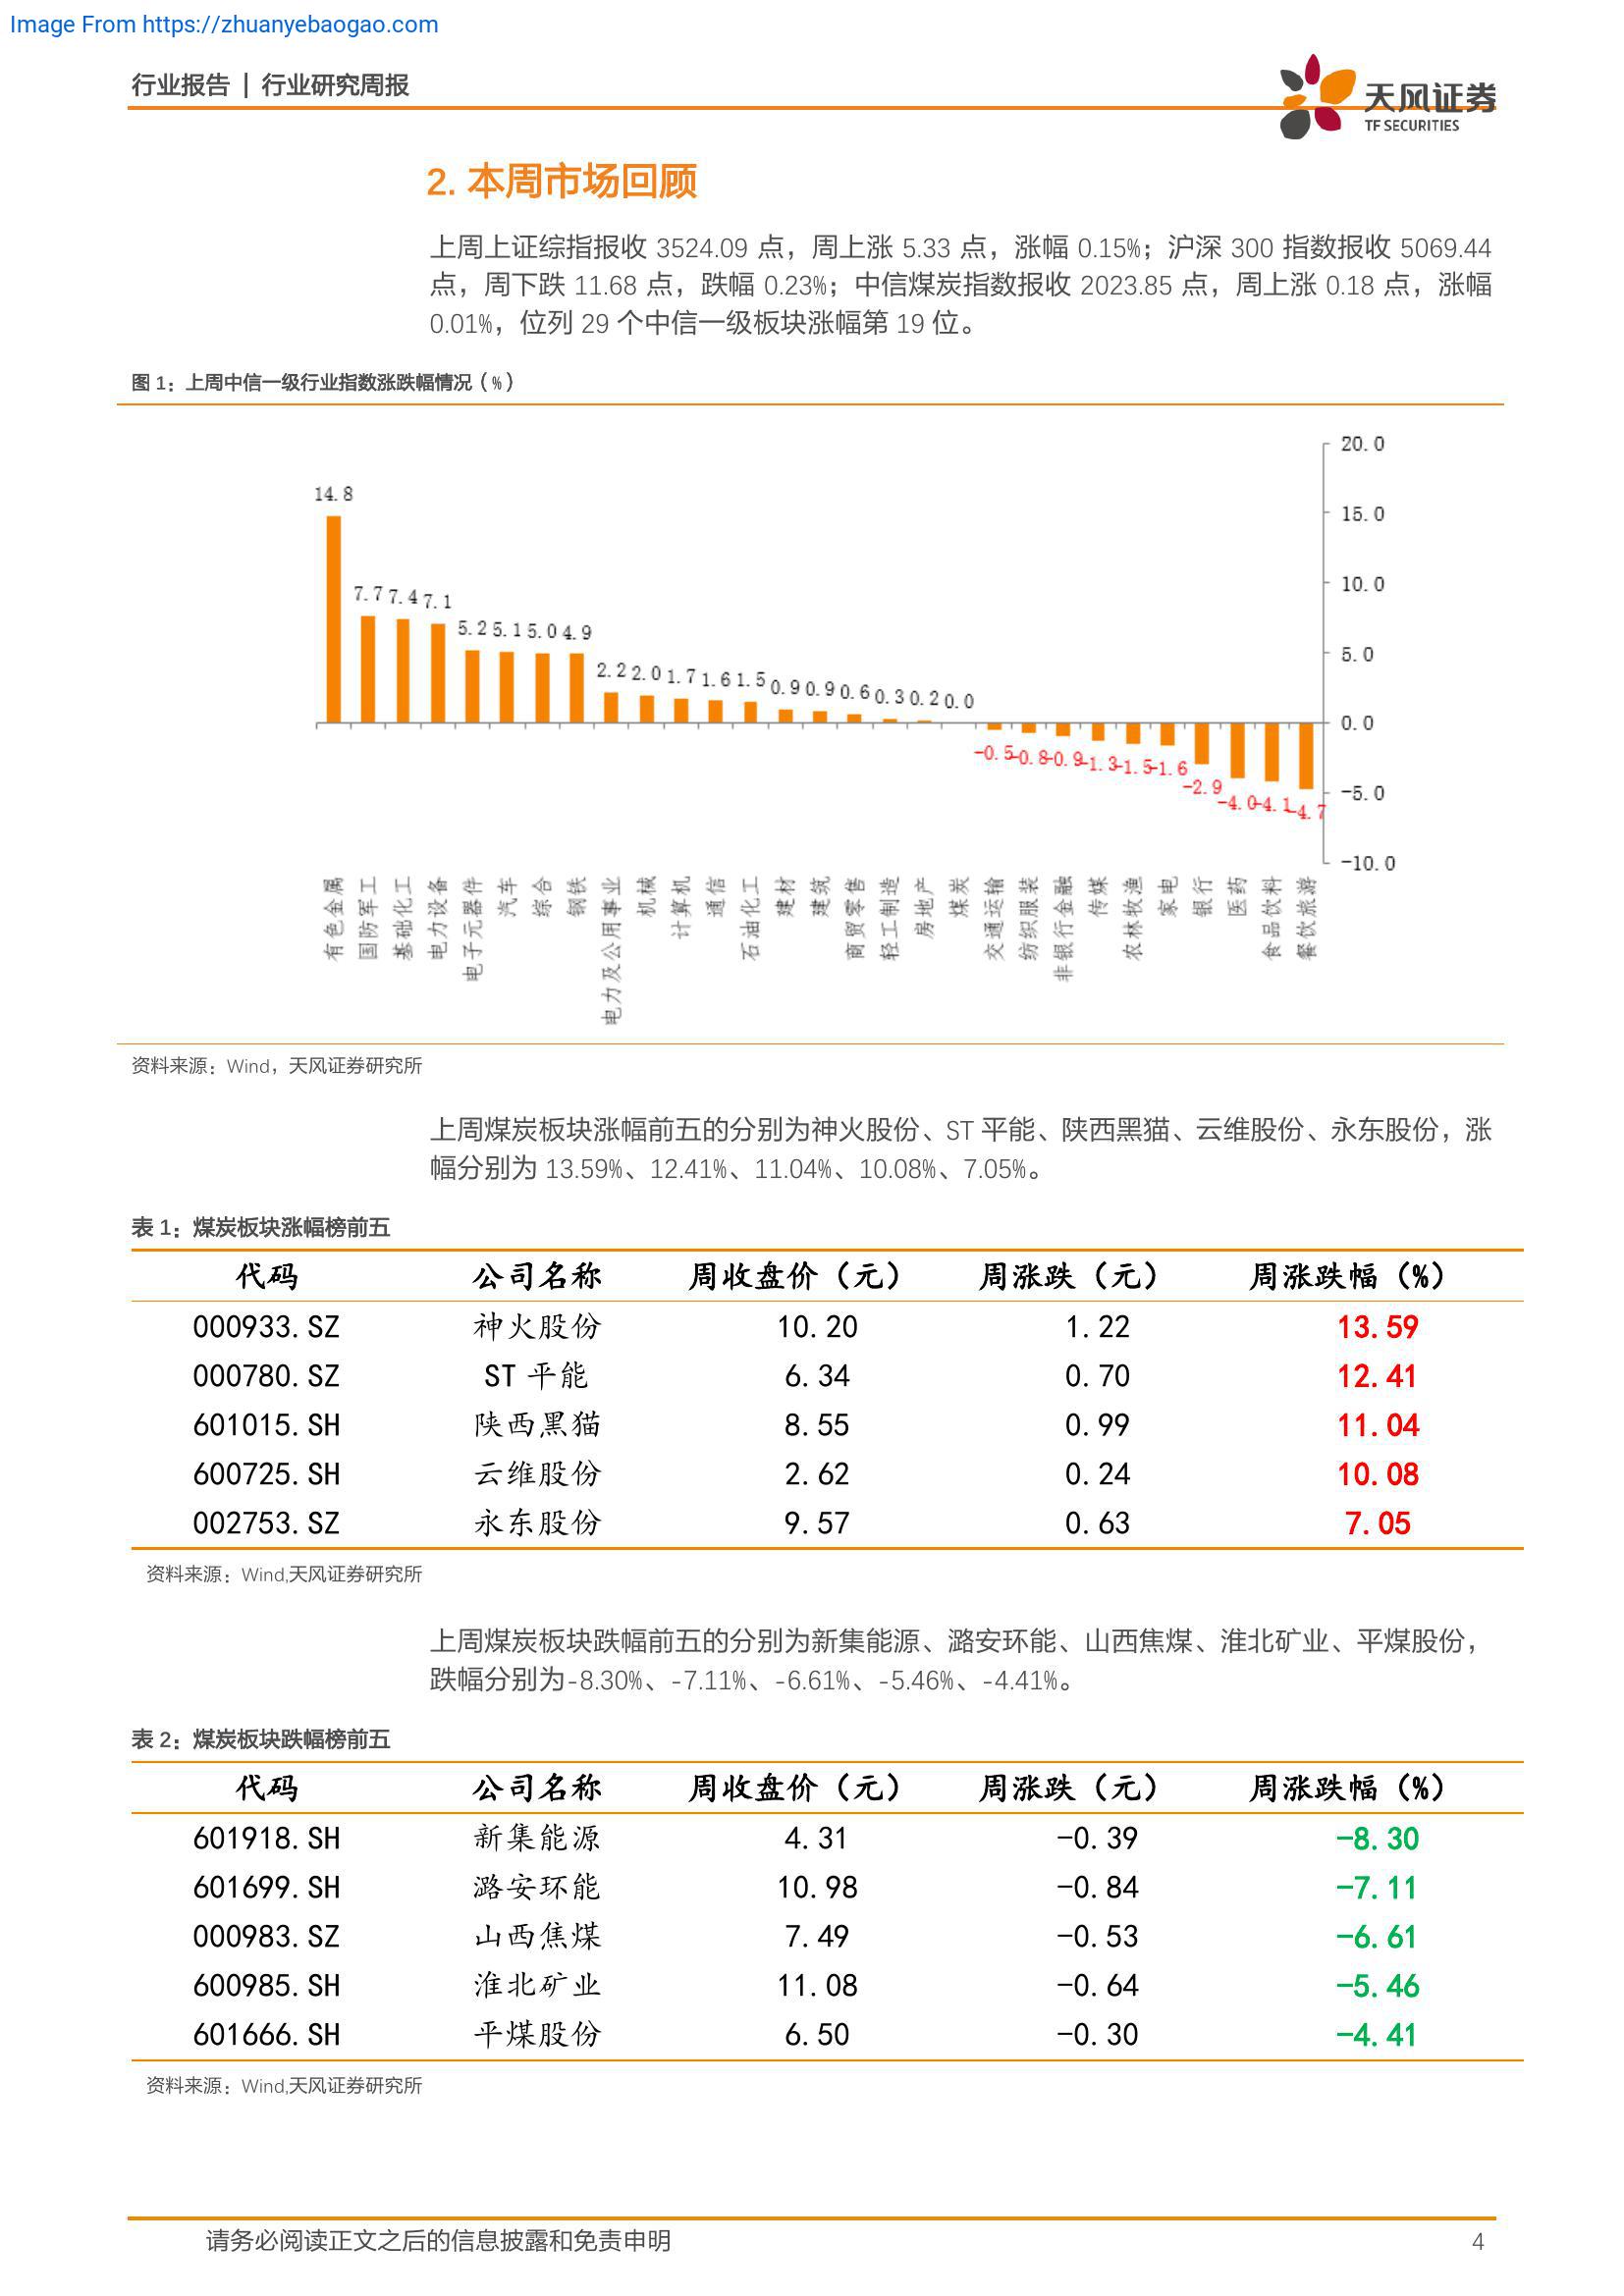 Image From https://zhuanyebaogao.com
行业报告 | 行业研究周报
天风证券
TF SECURITIES
2. 本周市场回顾
上周上证综指报收 3524.09 点，周上涨 5.33 点，涨幅 0.15%；沪深 300 指数报收 5069.44
点，周下跌 11.68 点，跌幅 0.23%；中信煤炭指数报收 2023.85 点，周上涨 0.18 点，涨幅
0.01%，位列 29 个中信一级板块涨幅第 19 位。
图 1：上周中信一级行业指数涨跌幅情况（%）
20.0
15.0
10.0
5.0
0.0
-5.0
-10.0
14.8 7.7 7.4 7.1 5.2 5.1 5.0 4.9 2.2 2.0 1.7 1.6 1.5 0.9 0.9 0.6 0.3 0.2 0.0 -0.5 -0.8 -0.9 -1.3 -1.5 -1.6 -2.9 -4.0 -4.1 -4.7
有色金属 国防军工 基础化工 电力设备 电子元器件 汽车 综合 钢铁 电力及公用事业 机械 计算机 通信 石油化工 建材 建筑 商贸零售 轻工制造 房地产 煤炭 交通运输 纺织服装 非银行金融 传媒 农林牧渔 家电 银行 医药 食品饮料 餐饮旅游
资料来源：Wind，天风证券研究所
上周煤炭板块涨幅前五的分别为神火股份、ST 平能、陕西黑猫、云维股份、永东股份，涨
幅分别为 13.59%、12.41%、11.04%、10.08%、7.05%。
表 1：煤炭板块涨幅榜前五
代码 公司名称 周收盘价（元） 周涨跌（元） 周涨跌幅（%）
000933.SZ 神火股份 10.20 1.22 13.59
000780.SZ ST 平能 6.34 0.70 12.41
601015.SH 陕西黑猫 8.55 0.99 11.04
600725.SH 云维股份 2.62 0.24 10.08
002753.SZ 永东股份 9.57 0.63 7.05
资料来源：Wind,天风证券研究所
上周煤炭板块跌幅前五的分别为新集能源、潞安环能、山西焦煤、淮北矿业、平煤股份，
跌幅分别为-8.30%、-7.11%、-6.61%、-5.46%、-4.41%。
表 2：煤炭板块跌幅榜前五
代码 公司名称 周收盘价（元） 周涨跌（元） 周涨跌幅（%）
601918.SH 新集能源 4.31 -0.39 -8.30
601699.SH 潞安环能 10.98 -0.84 -7.11
000983.SZ 山西焦煤 7.49 -0.53 -6.61
600985.SH 淮北矿业 11.08 -0.64 -5.46
601666.SH 平煤股份 6.50 -0.30 -4.41
资料来源：Wind,天风证券研究所
请务必阅读正文之后的信息披露和免责申明 4